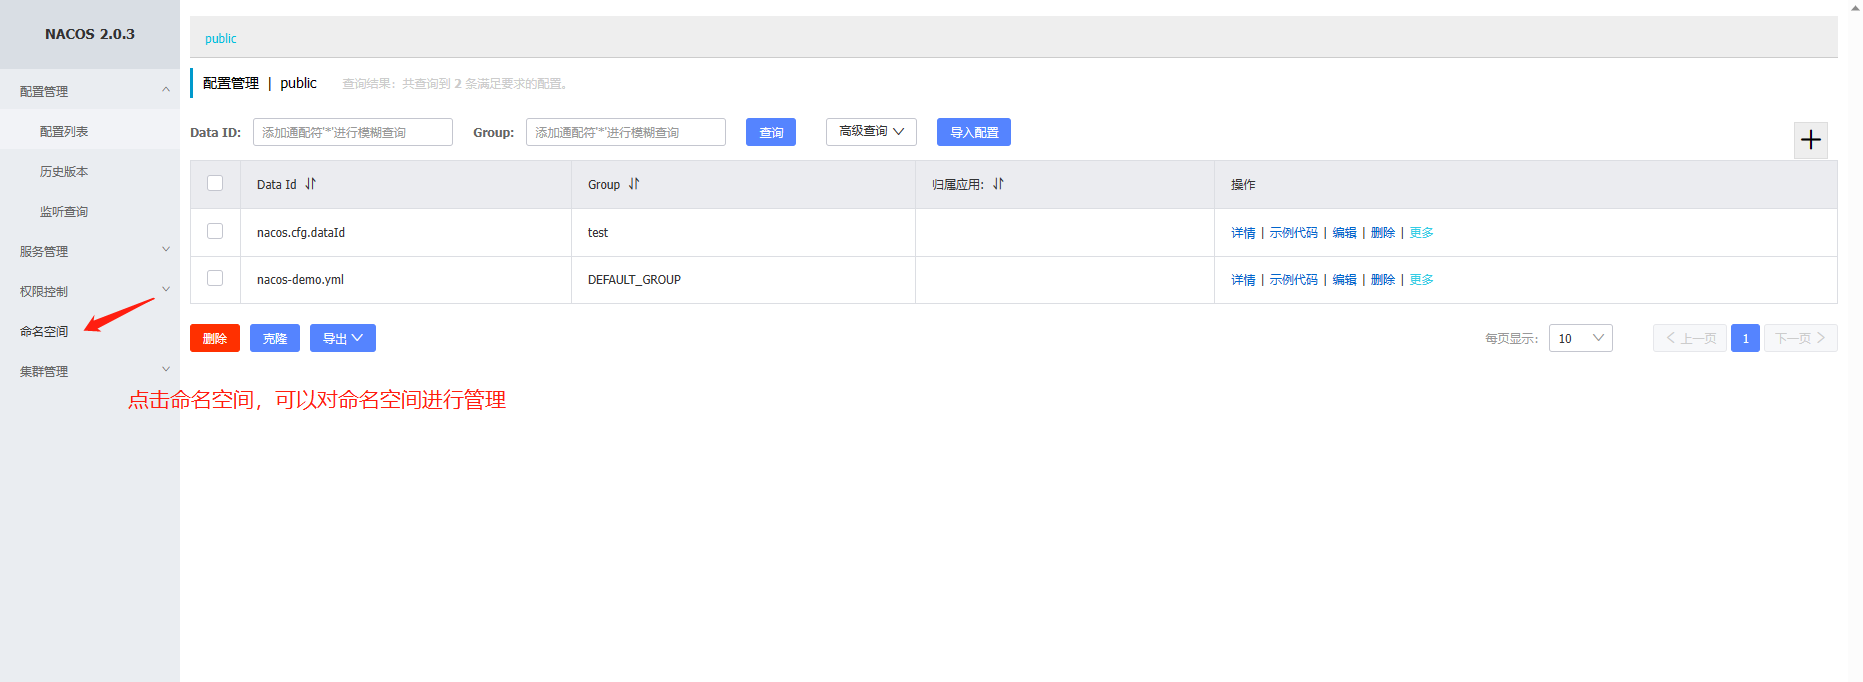 NACOS 2.0.3
配置管理
配置列表
历史版本
监听查询
服务管理
权限控制
命名空间
集群管理
public
配置管理 | public 查询结果：共查询到 2 条满足要求的配置。
Data ID: 添加通配符'*'进行模糊查询 Group: 添加通配符'*'进行模糊查询 查询 高级查询 导入配置
Data Id Group 归属应用: 操作
nacos.cfg.dataId test 详情 | 示例代码 | 编辑 | 删除 | 更多
nacos-demo.yml DEFAULT_GROUP 详情 | 示例代码 | 编辑 | 删除 | 更多
删除 克隆 导出 每页显示: 10 上一页 1 下一页
点击命名空间，可以对命名空间进行管理